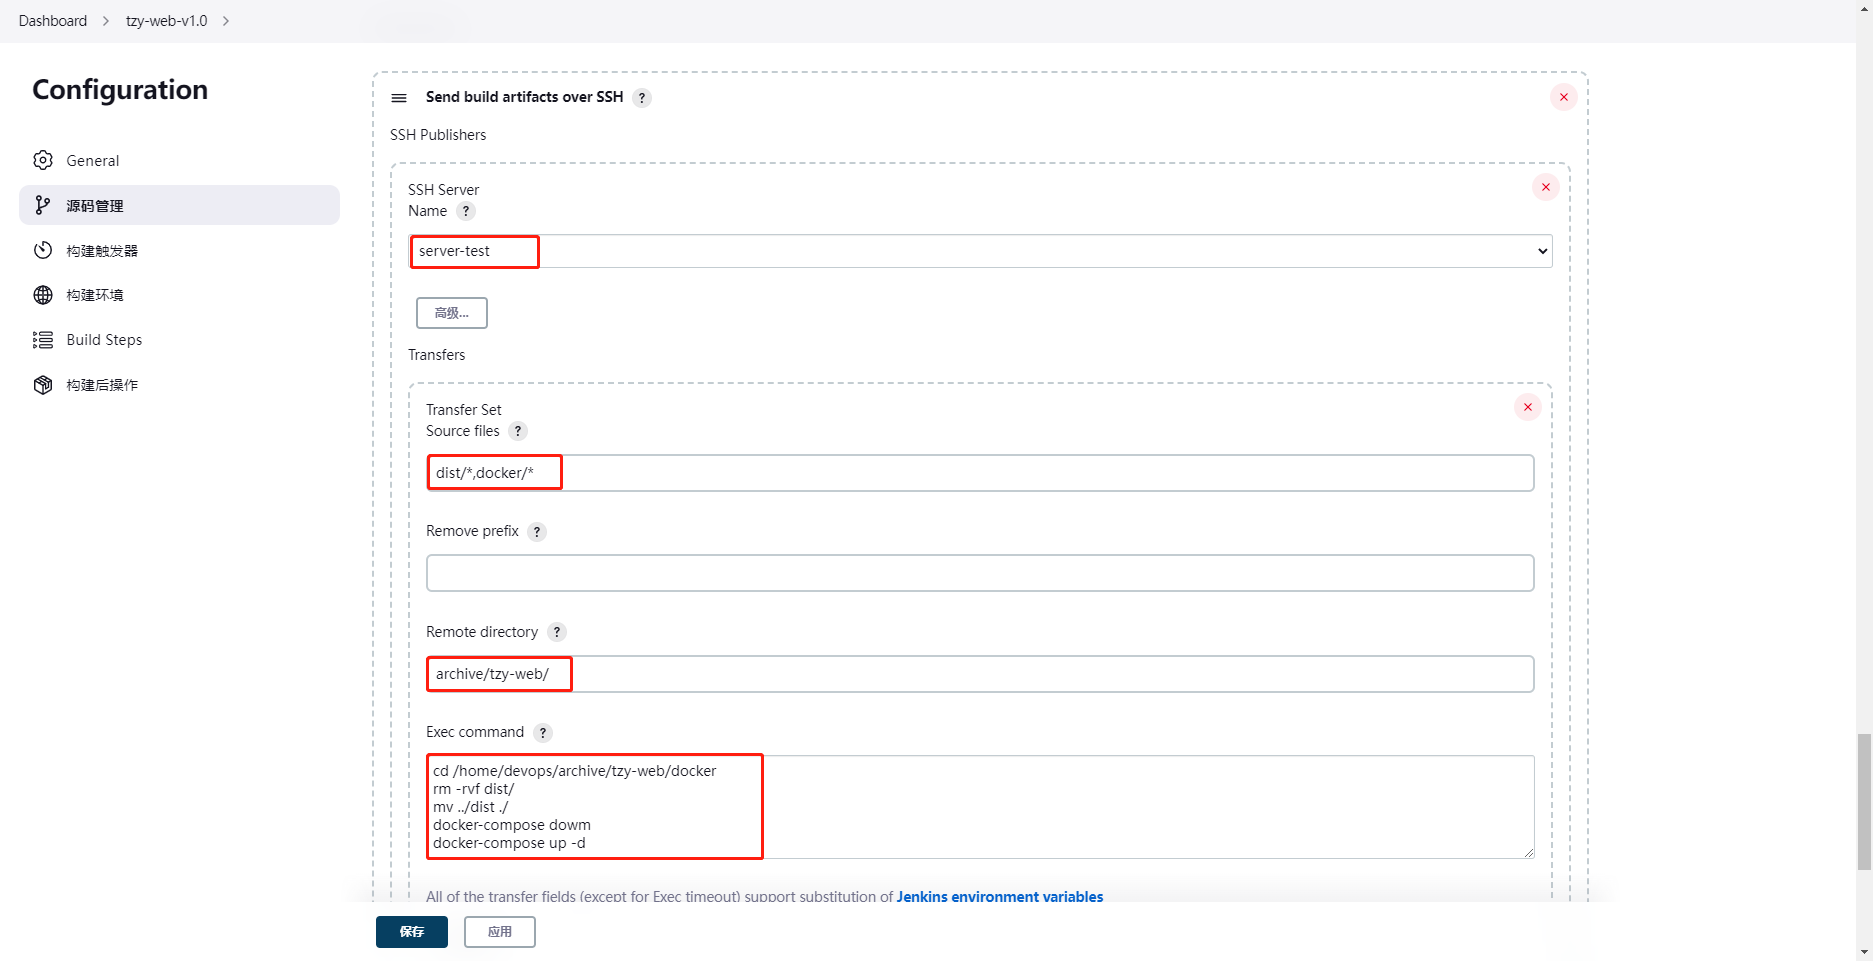 Dashboard > tzy-web-v1.0 >
Configuration
General
源码管理
构建触发器
构建环境
Build Steps
构建后操作
Send build artifacts over SSH ?
SSH Publishers
SSH Server
Name ?
server-test
高级...
Transfers
Transfer Set
Source files ?
dist/*,docker/*
Remove prefix ?
Remote directory ?
archive/tzy-web/
Exec command ?
cd /home/devops/archive/tzy-web/docker
rm -rvf dist/
mv ../dist ./
docker-compose dowm
docker-compose up -d
All of the transfer fields (except for Exec timeout) support substitution of Jenkins environment variables
保存
应用